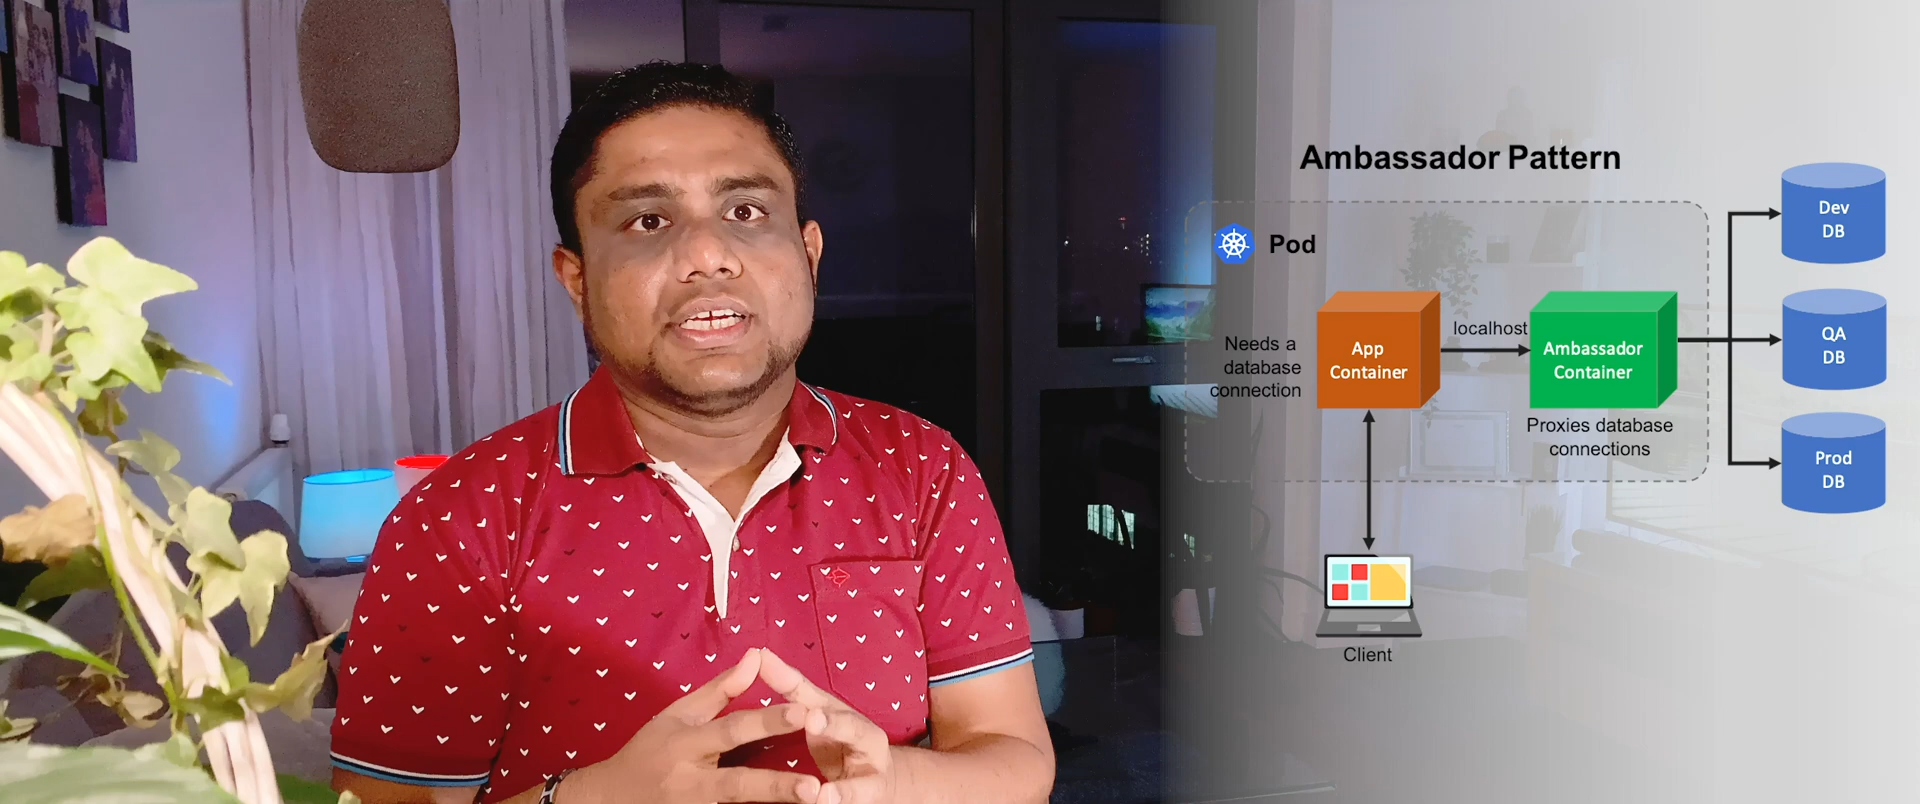 Ambassador Pattern
Pod
Needs a
database
connection
App
Container
localhost
Ambassador
Container
Proxies database
connections
Dev
DB
QA
DB
Prod
DB
Client